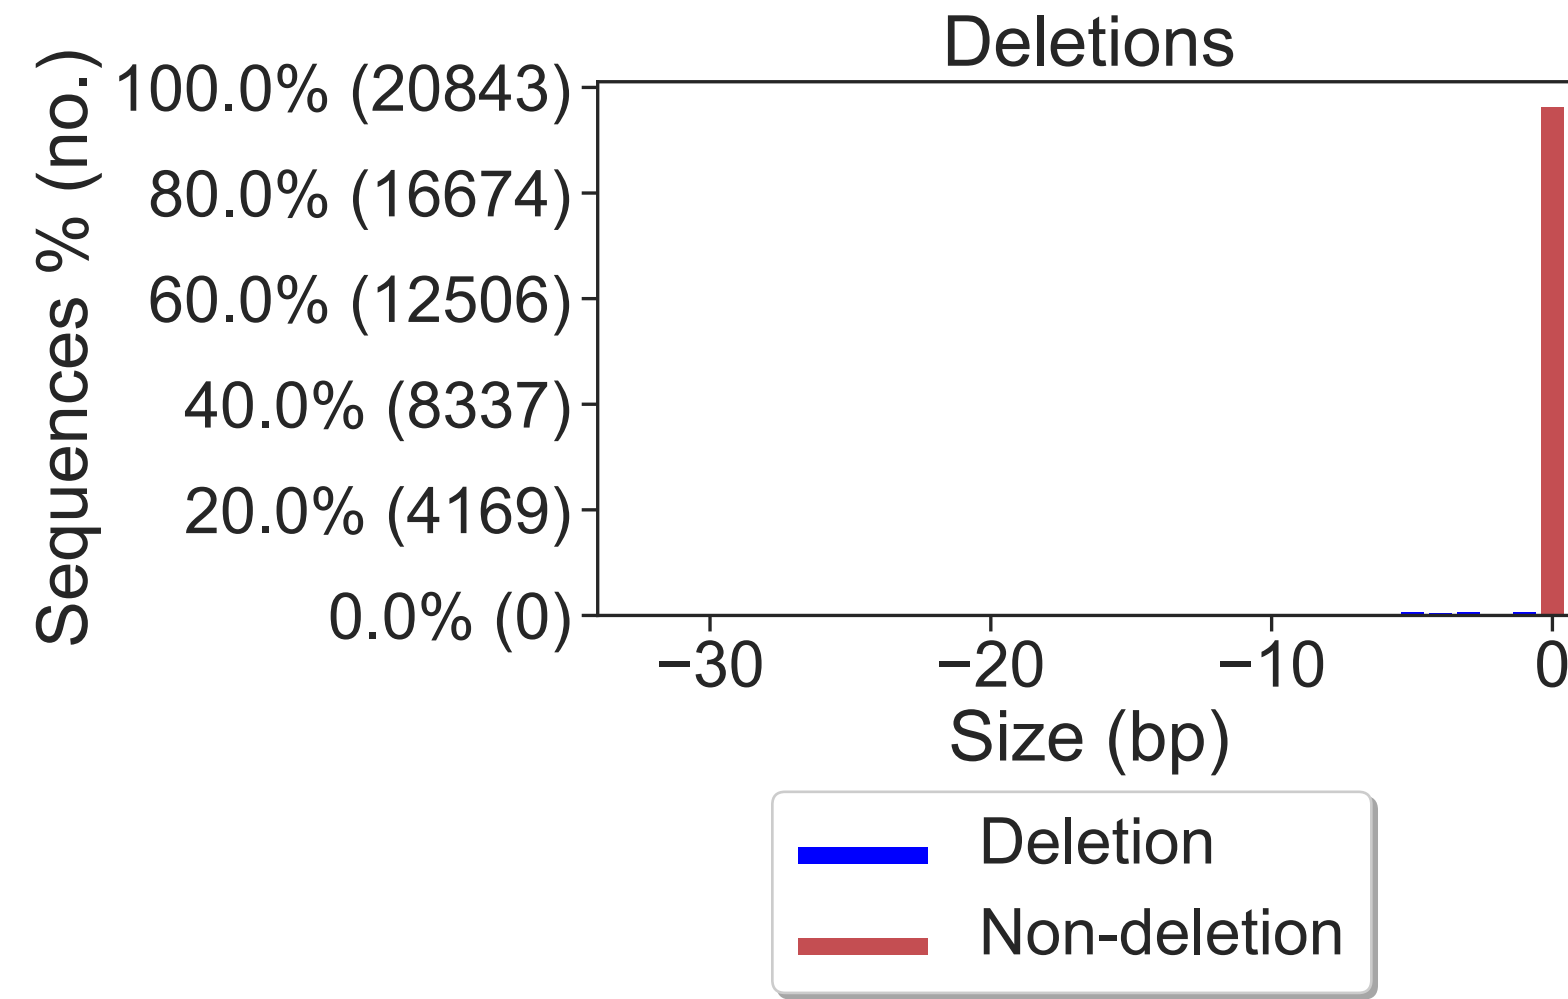 Deletions
Sequences % (no.)
100.0% (20843)
80.0% (16674)
60.0% (12506)
40.0% (8337)
20.0% (4169)
0.0% (0)
−30 −20 −10 0
Size (bp)
Deletion
Non-deletion